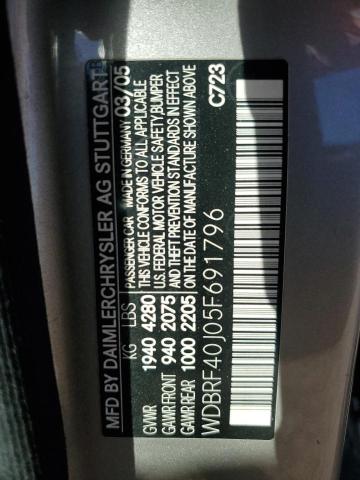 MFD BY DAIMLERCHRYSLER AG STUTTGART
PASSENGER CAR MADE IN GERMANY 03/05
KG LBS
GVWR 1940 4280
GAWR FRONT 940 2075
GAWR REAR 1000 2205
THIS VEHICLE CONFORMS TO ALL APPLICABLE
U.S. FEDERAL MOTOR VEHICLE SAFETY, BUMPER
AND THEFT PREVENTION STANDARDS IN EFFECT
ON THE DATE OF MANUFACTURE SHOWN ABOVE
WDBRF40J05F691796
C723